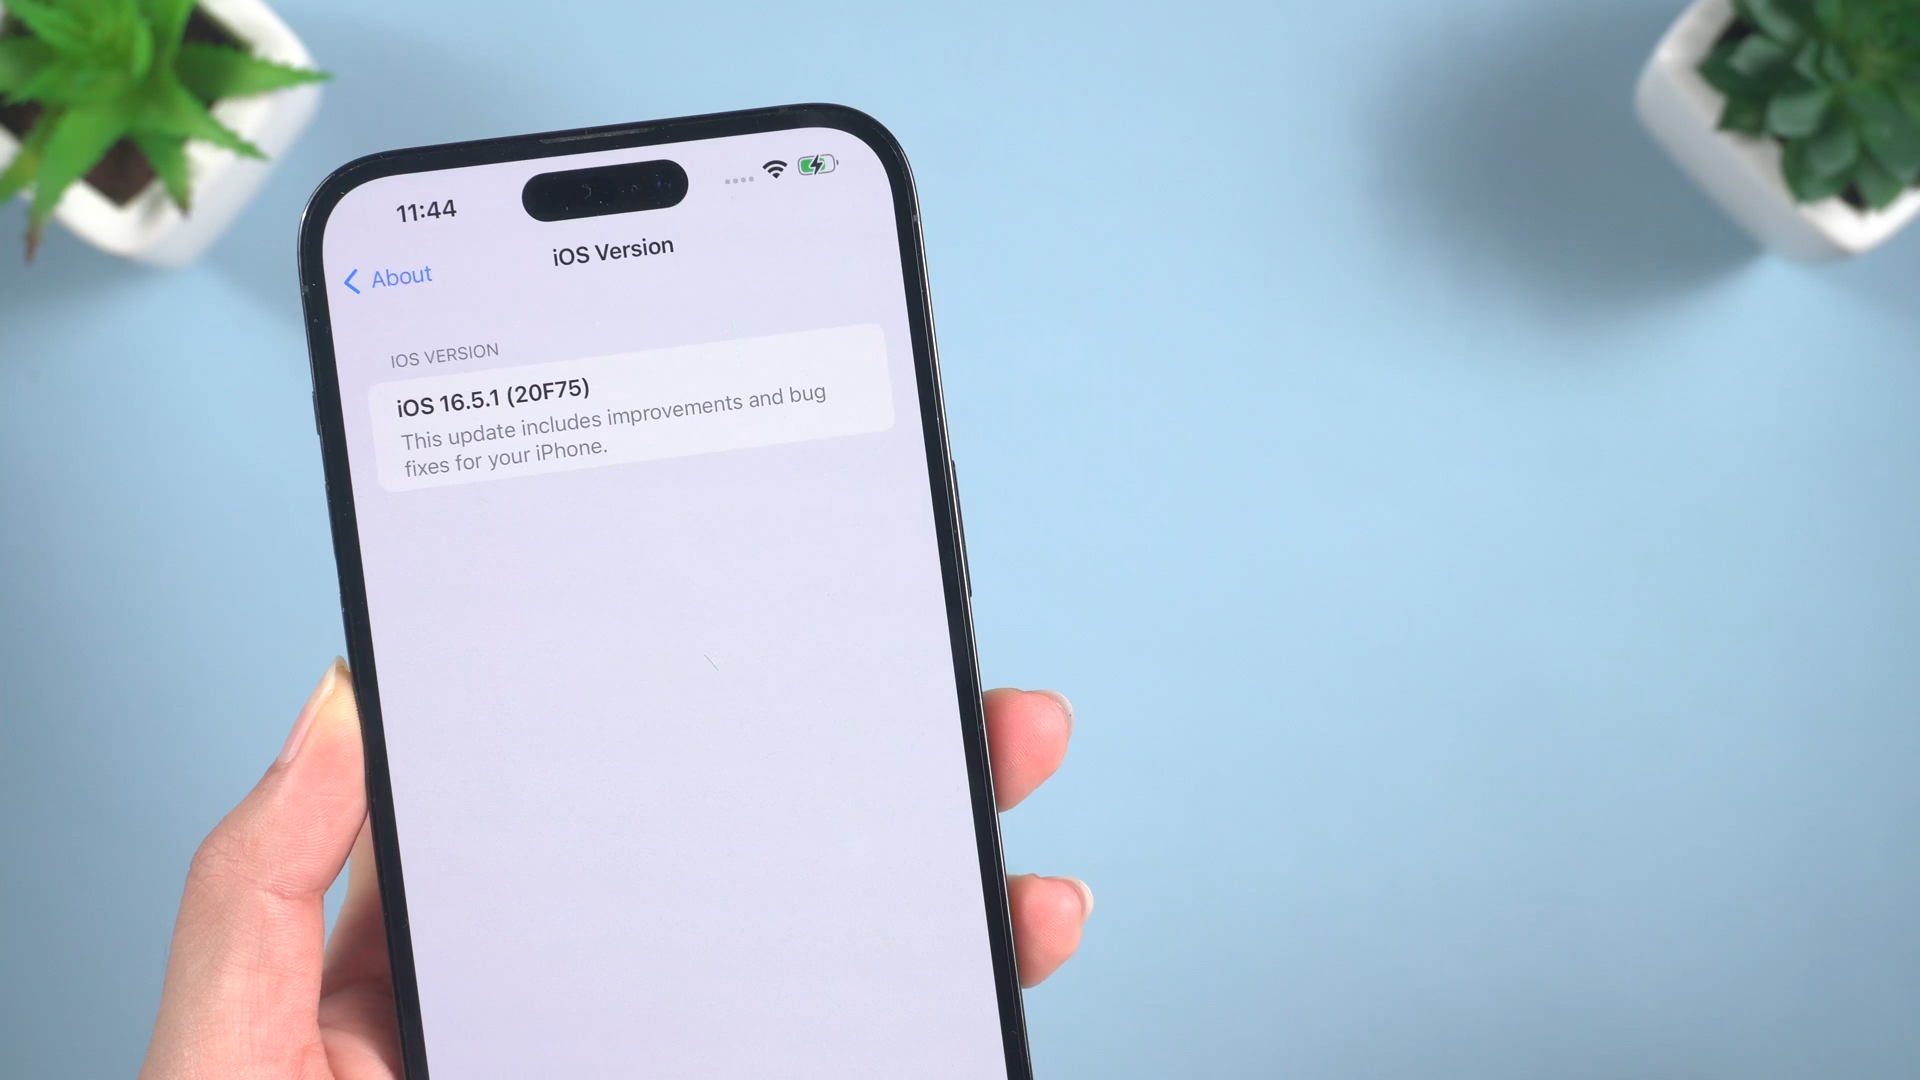 11:44
iOS Version
About
IOS VERSION
iOS 16.5.1 (20F75)
This update includes improvements and bug
fixes for your iPhone.